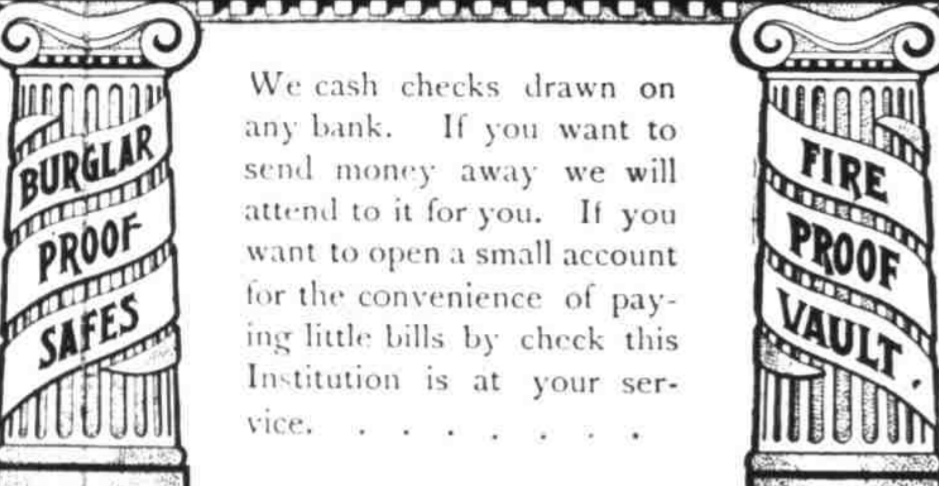 BURGLAR
PROOF
SAFES
We cash checks drawn on
any bank. If you want to
send money away we will
attend to it for you. If you
want to open a small account
for the convenience of pay-
ing little bills by check this
Institution is at your ser-
vice. . . . . . . .
FIRE
PROOF
VAULT.